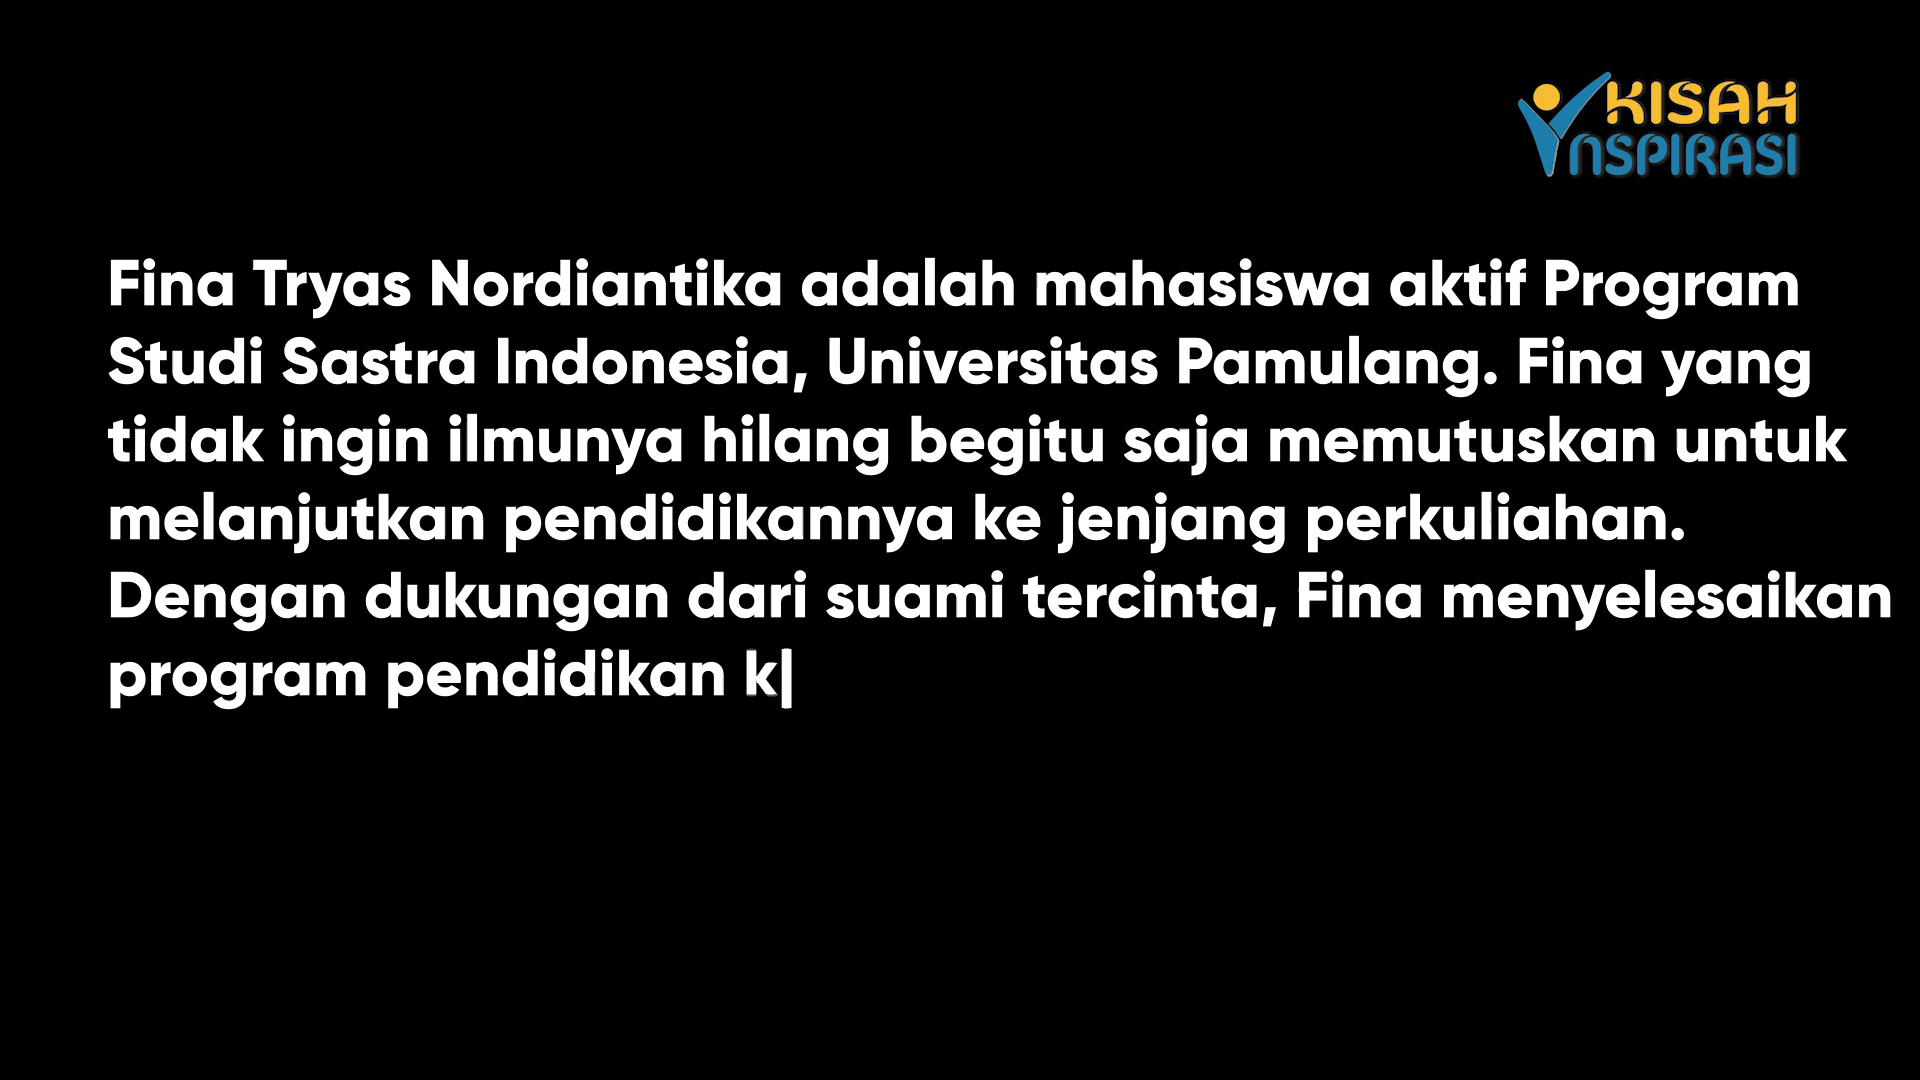 KISAH
INSPIRASI
Fina Tryas Nordiantika adalah mahasiswa aktif Program
Studi Sastra Indonesia, Universitas Pamulang. Fina yang
tidak ingin ilmunya hilang begitu saja memutuskan untuk
melanjutkan pendidikannya ke jenjang perkuliahan.
Dengan dukungan dari suami tercinta, Fina menyelesaikan
program pendidikan k|